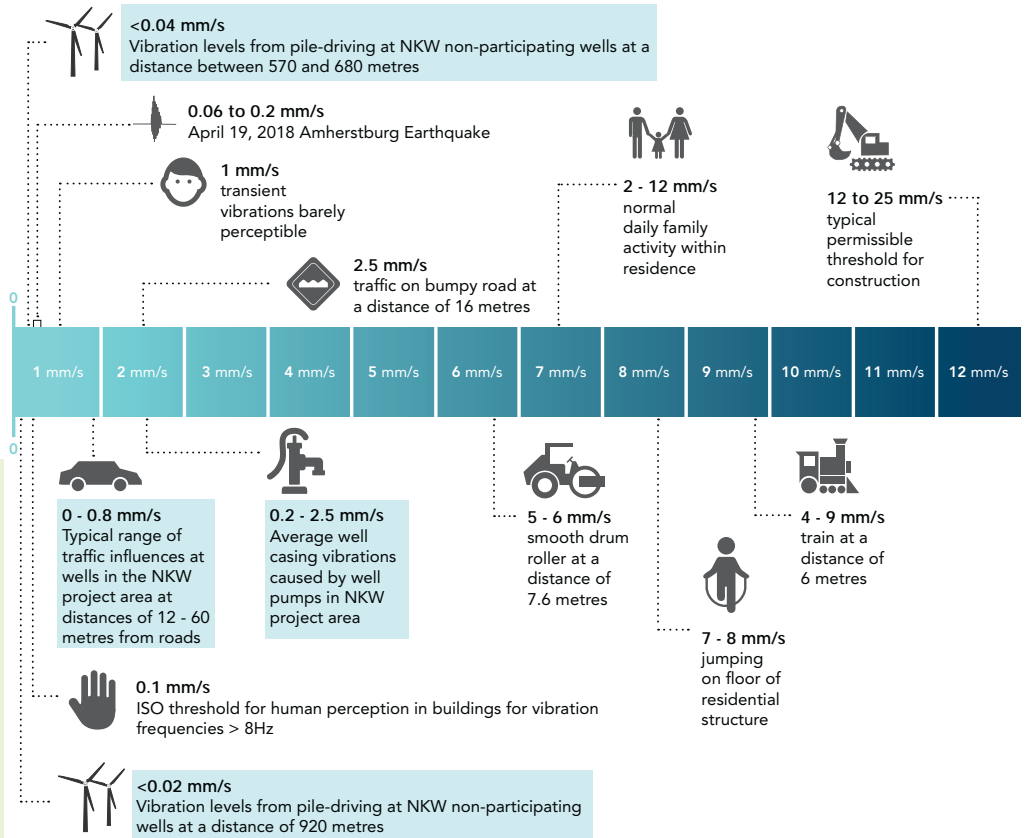 <0.04 mm/s
Vibration levels from pile-driving at NKW non-participating wells at a
distance between 570 and 680 metres
0.06 to 0.2 mm/s
April 19, 2018 Amherstburg Earthquake
1 mm/s
transient
vibrations barely
perceptible
2.5 mm/s
traffic on bumpy road at
a distance of 16 metres
2 - 12 mm/s
normal
daily family
activity within
residence
12 to 25 mm/s
typical
permissible
threshold for
construction
0
1 mm/s
2 mm/s
3 mm/s
4 mm/s
5 mm/s
6 mm/s
7 mm/s
8 mm/s
9 mm/s
10 mm/s
11 mm/s
12 mm/s
0
0 - 0.8 mm/s
Typical range of
traffic influences at
wells in the NKW
project area at
distances of 12 - 60
metres from roads
0.2 - 2.5 mm/s
Average well
casing vibrations
caused by well
pumps in NKW
project area
5 - 6 mm/s
smooth drum
roller at a
distance of
7.6 metres
7 - 8 mm/s
jumping
on floor of
residential
structure
4 - 9 mm/s
train at a
distance of
6 metres
0.1 mm/s
ISO threshold for human perception in buildings for vibration
frequencies > 8Hz
<0.02 mm/s
Vibration levels from pile-driving at NKW non-participating
wells at a distance of 920 metres